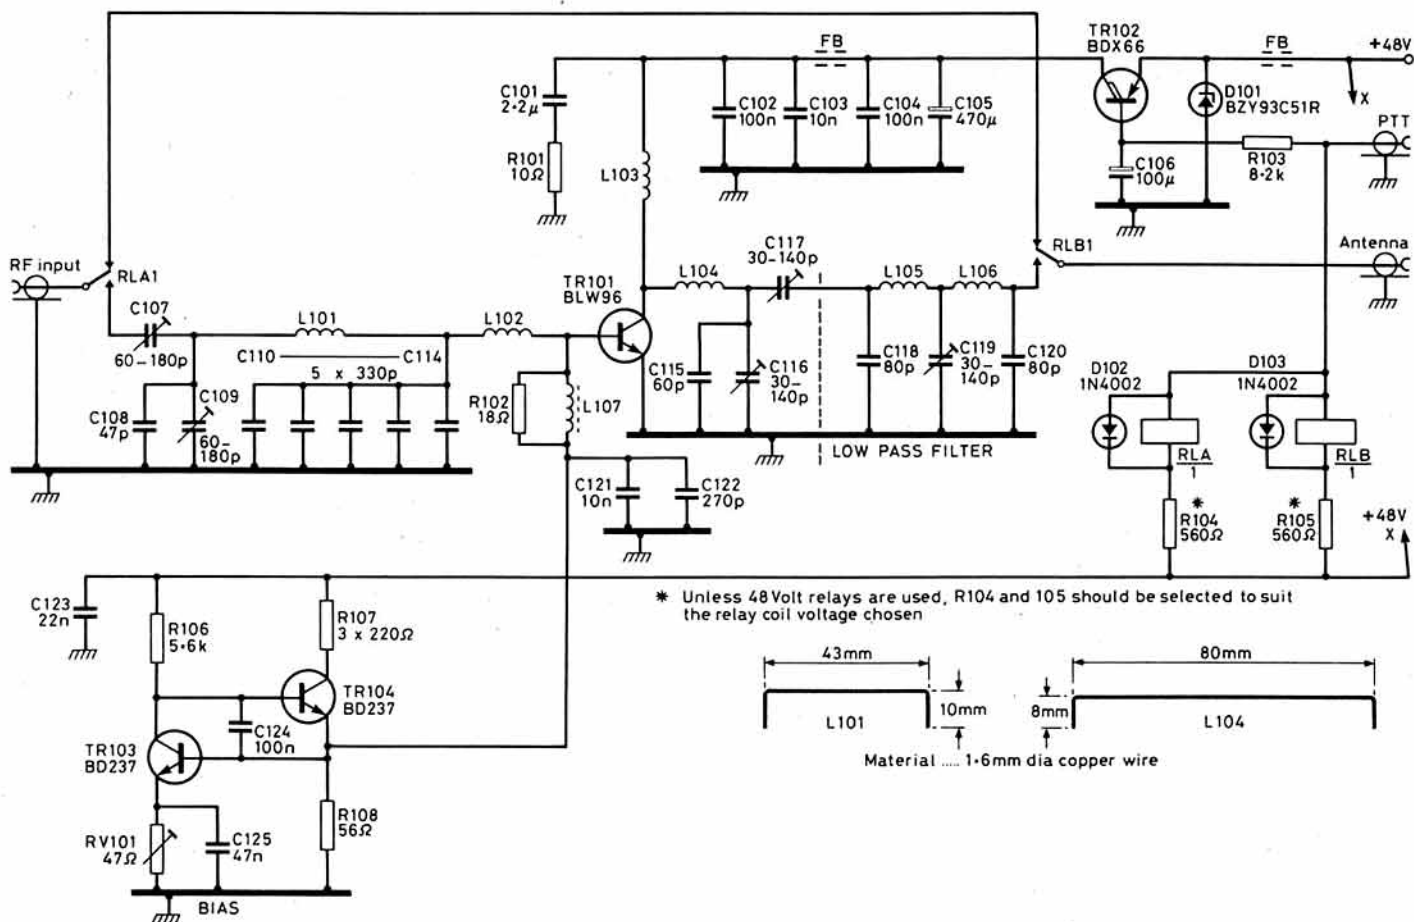 TR102
BDX66
FB
FB
+48V
C101
2·2µ
C102
100n
C103
10n
C104
100n
C105
470µ
D101
BZY93C51R
X
PTT
R101
10Ω
L103
C106
100µ
R103
8·2k
RF input
RLA1
C117
30–140p
RLB1
Antenna
TR101
BLW96
L104
L105
L106
C107
60–180p
L101
L102
C110
C114
5 x 330p
C108
47p
C109
60–
180p
R102
18Ω
L107
C115
60p
C116
30–
140p
C118
80p
C119
30–
140p
C120
80p
LOW PASS FILTER
D102
1N4002
D103
1N4002
RLA
1
RLB
1
C121
10n
C122
270p
*
R104
560Ω
*
R105
560Ω
+48V
X
C123
22n
R106
5·6k
R107
3 x 220Ω
* Unless 48 Volt relays are used, R104 and 105 should be selected to suit
the relay coil voltage chosen
TR104
BD237
C124
100n
TR103
BD237
43mm
10mm
L101
80mm
8mm
L104
Material ..... 1·6mm dia copper wire
RV101
47Ω
C125
47n
R108
56Ω
BIAS